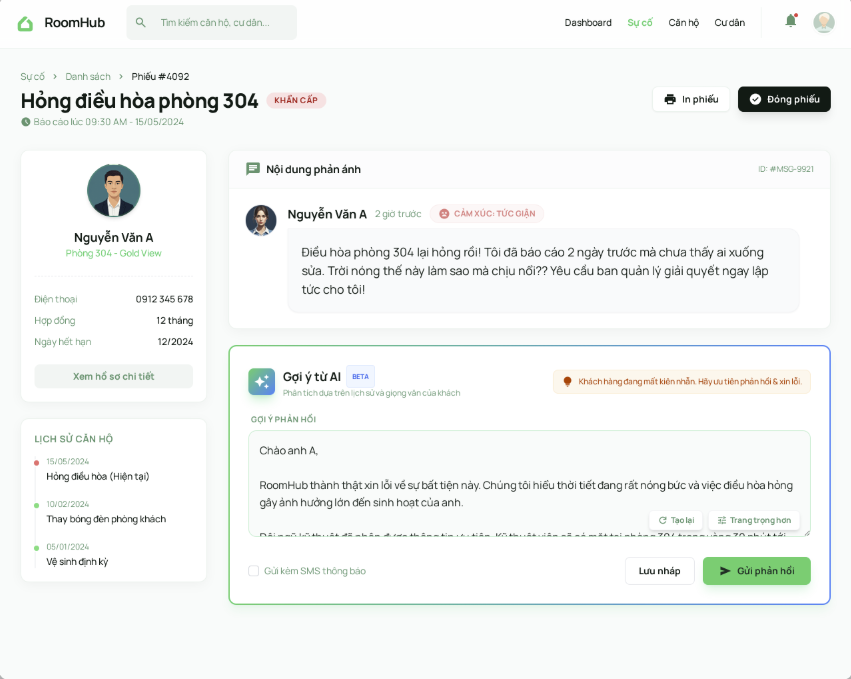 RoomHub
Tìm kiếm căn hộ, cư dân...
Dashboard
Sự cố
Căn hộ
Cư dân
Sự cố > Danh sách > Phiếu #4092
Hỏng điều hòa phòng 304
KHẨN CẤP
Báo cáo lúc 09:30 AM - 15/05/2024
In phiếu
Đóng phiếu
Nguyễn Văn A
Phòng 304 - Gold View
Điện thoại 0912 345 678
Hợp đồng 12 tháng
Ngày hết hạn 12/2024
Xem hồ sơ chi tiết
LỊCH SỬ CĂN HỘ
15/05/2024
Hỏng điều hòa (Hiện tại)
10/02/2024
Thay bóng đèn phòng khách
05/01/2024
Vệ sinh định kỳ
Nội dung phản ánh
ID: #MSG-9921
Nguyễn Văn A 2 giờ trước CẢM XÚC: TỨC GIẬN
Điều hòa phòng 304 lại hỏng rồi! Tôi đã báo cáo 2 ngày trước mà chưa thấy ai xuống
sửa. Trời nóng thế này làm sao mà chịu nổi?? Yêu cầu ban quản lý giải quyết ngay lập
tức cho tôi!
Gợi ý từ AI BETA
Phân tích dựa trên lịch sử và giọng văn của khách
Khách hàng đang mất kiên nhẫn. Hãy ưu tiên phản hồi & xin lỗi.
GỢI Ý PHẢN HỒI
Chào anh A,
RoomHub thành thật xin lỗi về sự bất tiện này. Chúng tôi hiểu thời tiết đang rất nóng bức và việc điều hòa hỏng
gây ảnh hưởng lớn đến sinh hoạt của anh.
Tạo lại
Trang trọng hơn
Gửi kèm SMS thông báo
Lưu nháp
Gửi phản hồi